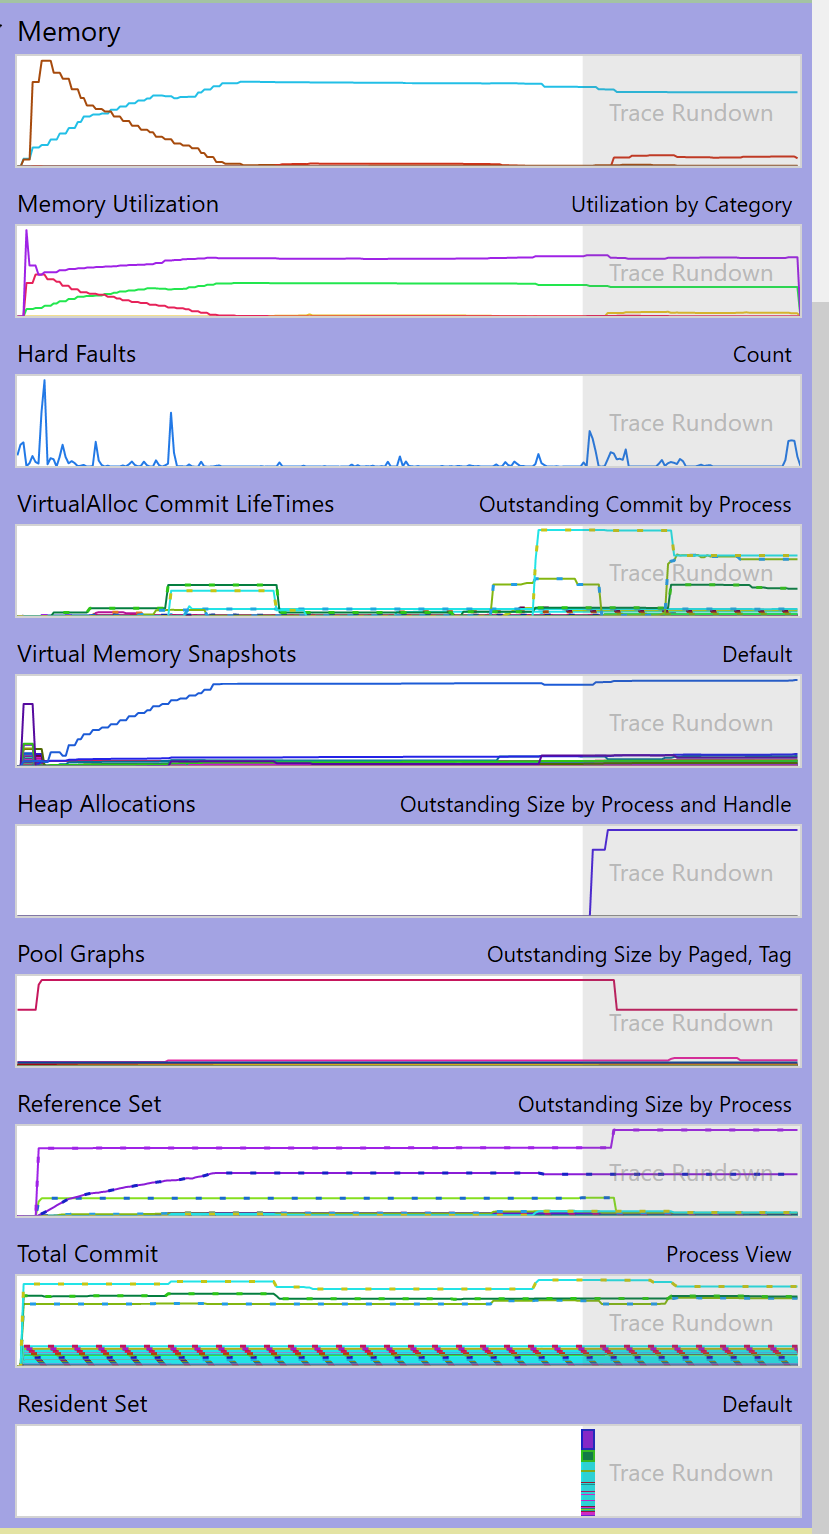 Memory
Trace Rundown
Memory Utilization Utilization by Category
Trace Rundown
Hard Faults Count
Trace Rundown
VirtualAlloc Commit LifeTimes Outstanding Commit by Process
Trace Rundown
Virtual Memory Snapshots Default
Trace Rundown
Heap Allocations Outstanding Size by Process and Handle
Trace Rundown
Pool Graphs Outstanding Size by Paged, Tag
Trace Rundown
Reference Set Outstanding Size by Process
Trace Rundown
Total Commit Process View
Trace Rundown
Resident Set Default
Trace Rundown